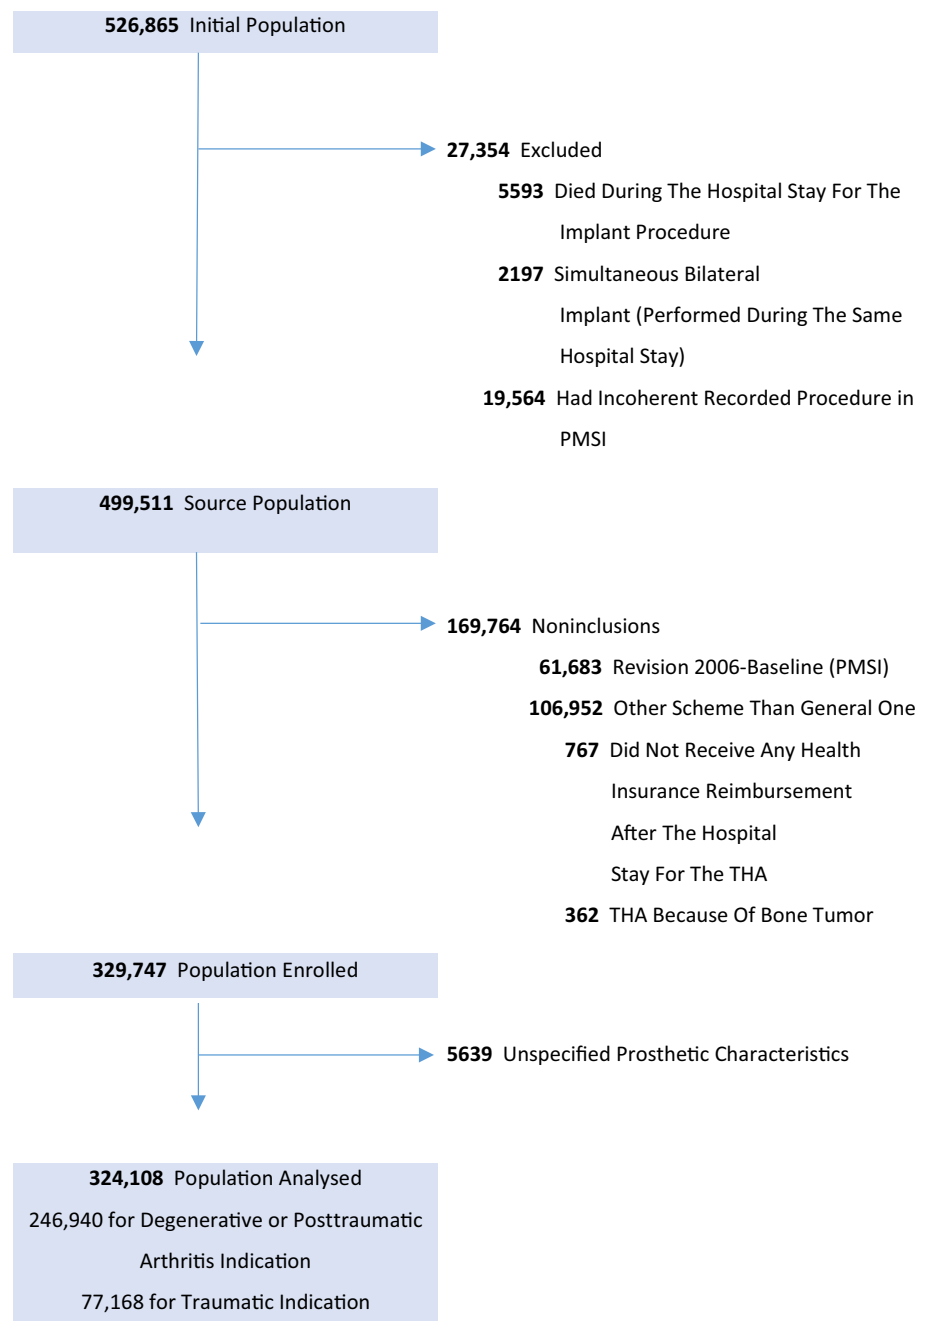 526,865 Initial Population
27,354 Excluded
5593 Died During The Hospital Stay For The
Implant Procedure
2197 Simultaneous Bilateral
Implant (Performed During The Same
Hospital Stay)
19,564 Had Incoherent Recorded Procedure in
PMSI
499,511 Source Population
169,764 Noninclusions
61,683 Revision 2006-Baseline (PMSI)
106,952 Other Scheme Than General One
767 Did Not Receive Any Health
Insurance Reimbursement
After The Hospital
Stay For The THA
362 THA Because Of Bone Tumor
329,747 Population Enrolled
5639 Unspecified Prosthetic Characteristics
324,108 Population Analysed
246,940 for Degenerative or Posttraumatic
Arthritis Indication
77,168 for Traumatic Indication